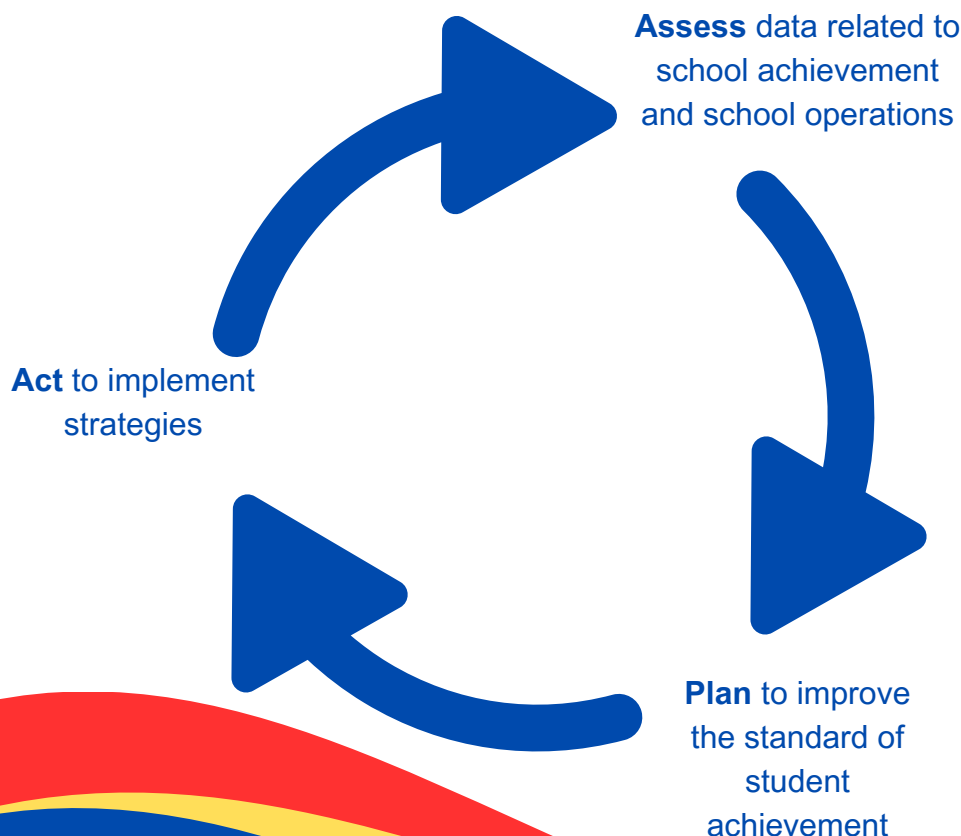 Assess data related to
school achievement
and school operations
Act to implement
strategies
Plan to improve
the standard of
student
achievement